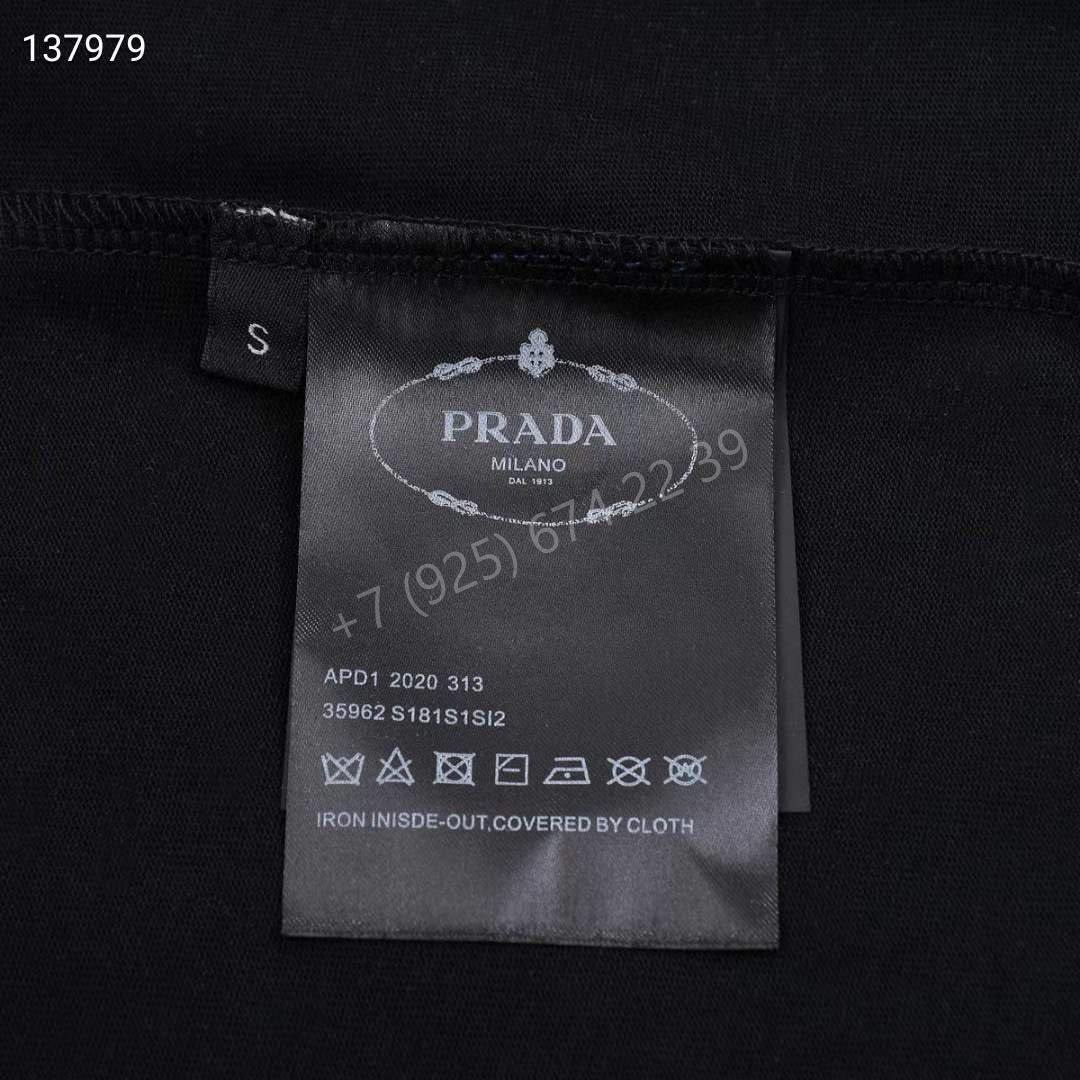 137979
S
PRADA
MILANO
DAL 1913
+7 (925) 674 22 39
APD1 2020 313
35962 S181S1SI2
IRON INISDE-OUT,COVERED BY CLOTH